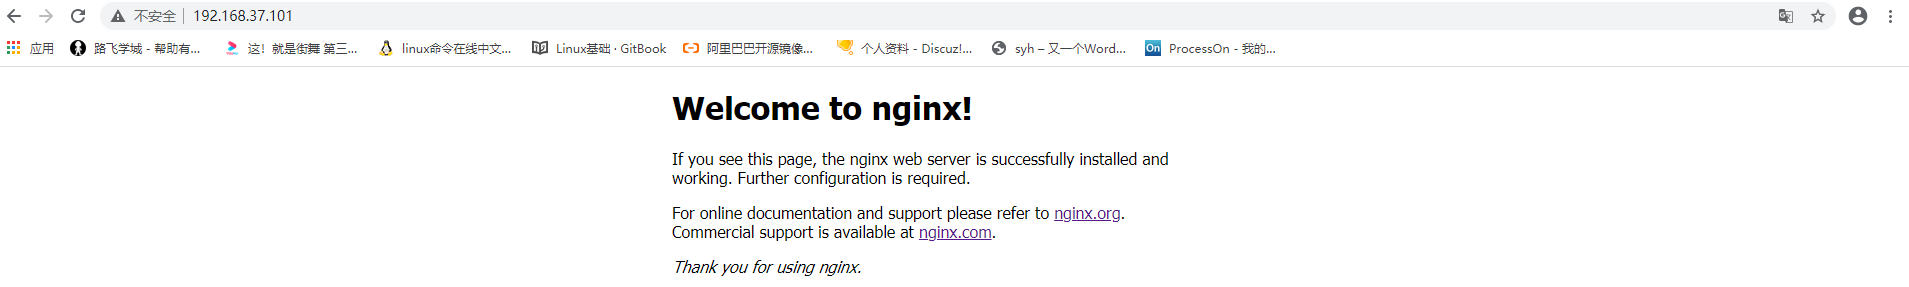 不安全 192.168.37.101
应用 路飞学城 - 帮助有... 这！就是街舞 第三... linux命令在线中文... Linux基础 · GitBook 阿里巴巴开源镜像... 个人资料 - Discuz!... syh – 又一个Word... On ProcessOn - 我的...
Welcome to nginx!
If you see this page, the nginx web server is successfully installed and
working. Further configuration is required.
For online documentation and support please refer to nginx.org.
Commercial support is available at nginx.com.
Thank you for using nginx.